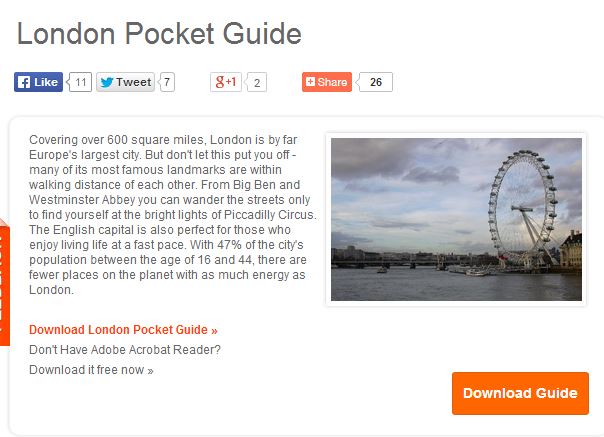 London Pocket Guide
Like 11 Tweet 7 g+1 2 Share 26
Covering over 600 square miles, London is by far
Europe's largest city. But don't let this put you off -
many of its most famous landmarks are within
walking distance of each other. From Big Ben and
Westminster Abbey you can wander the streets only
to find yourself at the bright lights of Piccadilly Circus.
The English capital is also perfect for those who
enjoy living life at a fast pace. With 47% of the city's
population between the age of 16 and 44, there are
fewer places on the planet with as much energy as
London.
Download London Pocket Guide »
Don't Have Adobe Acrobat Reader?
Download it free now »
Download Guide